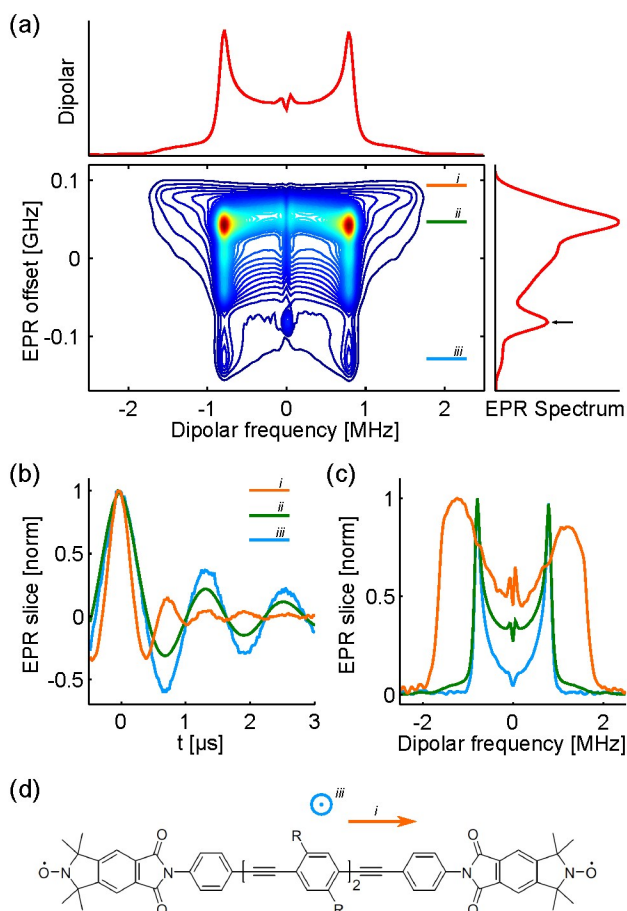 (a)
Dipolar
0.1
0
-0.1
EPR offset [GHz]
i
ii
iii
-2 -1 0 1 2
Dipolar frequency [MHz]
EPR Spectrum
(b)
1
0.5
0
-0.5
EPR slice [norm]
i
ii
iii
0 1 2 3
t [µs]
(c)
1
0.5
0
EPR slice [norm]
-2 0 2
Dipolar frequency [MHz]
(d)
iii
i
O N O O N R R 2 N O O N O